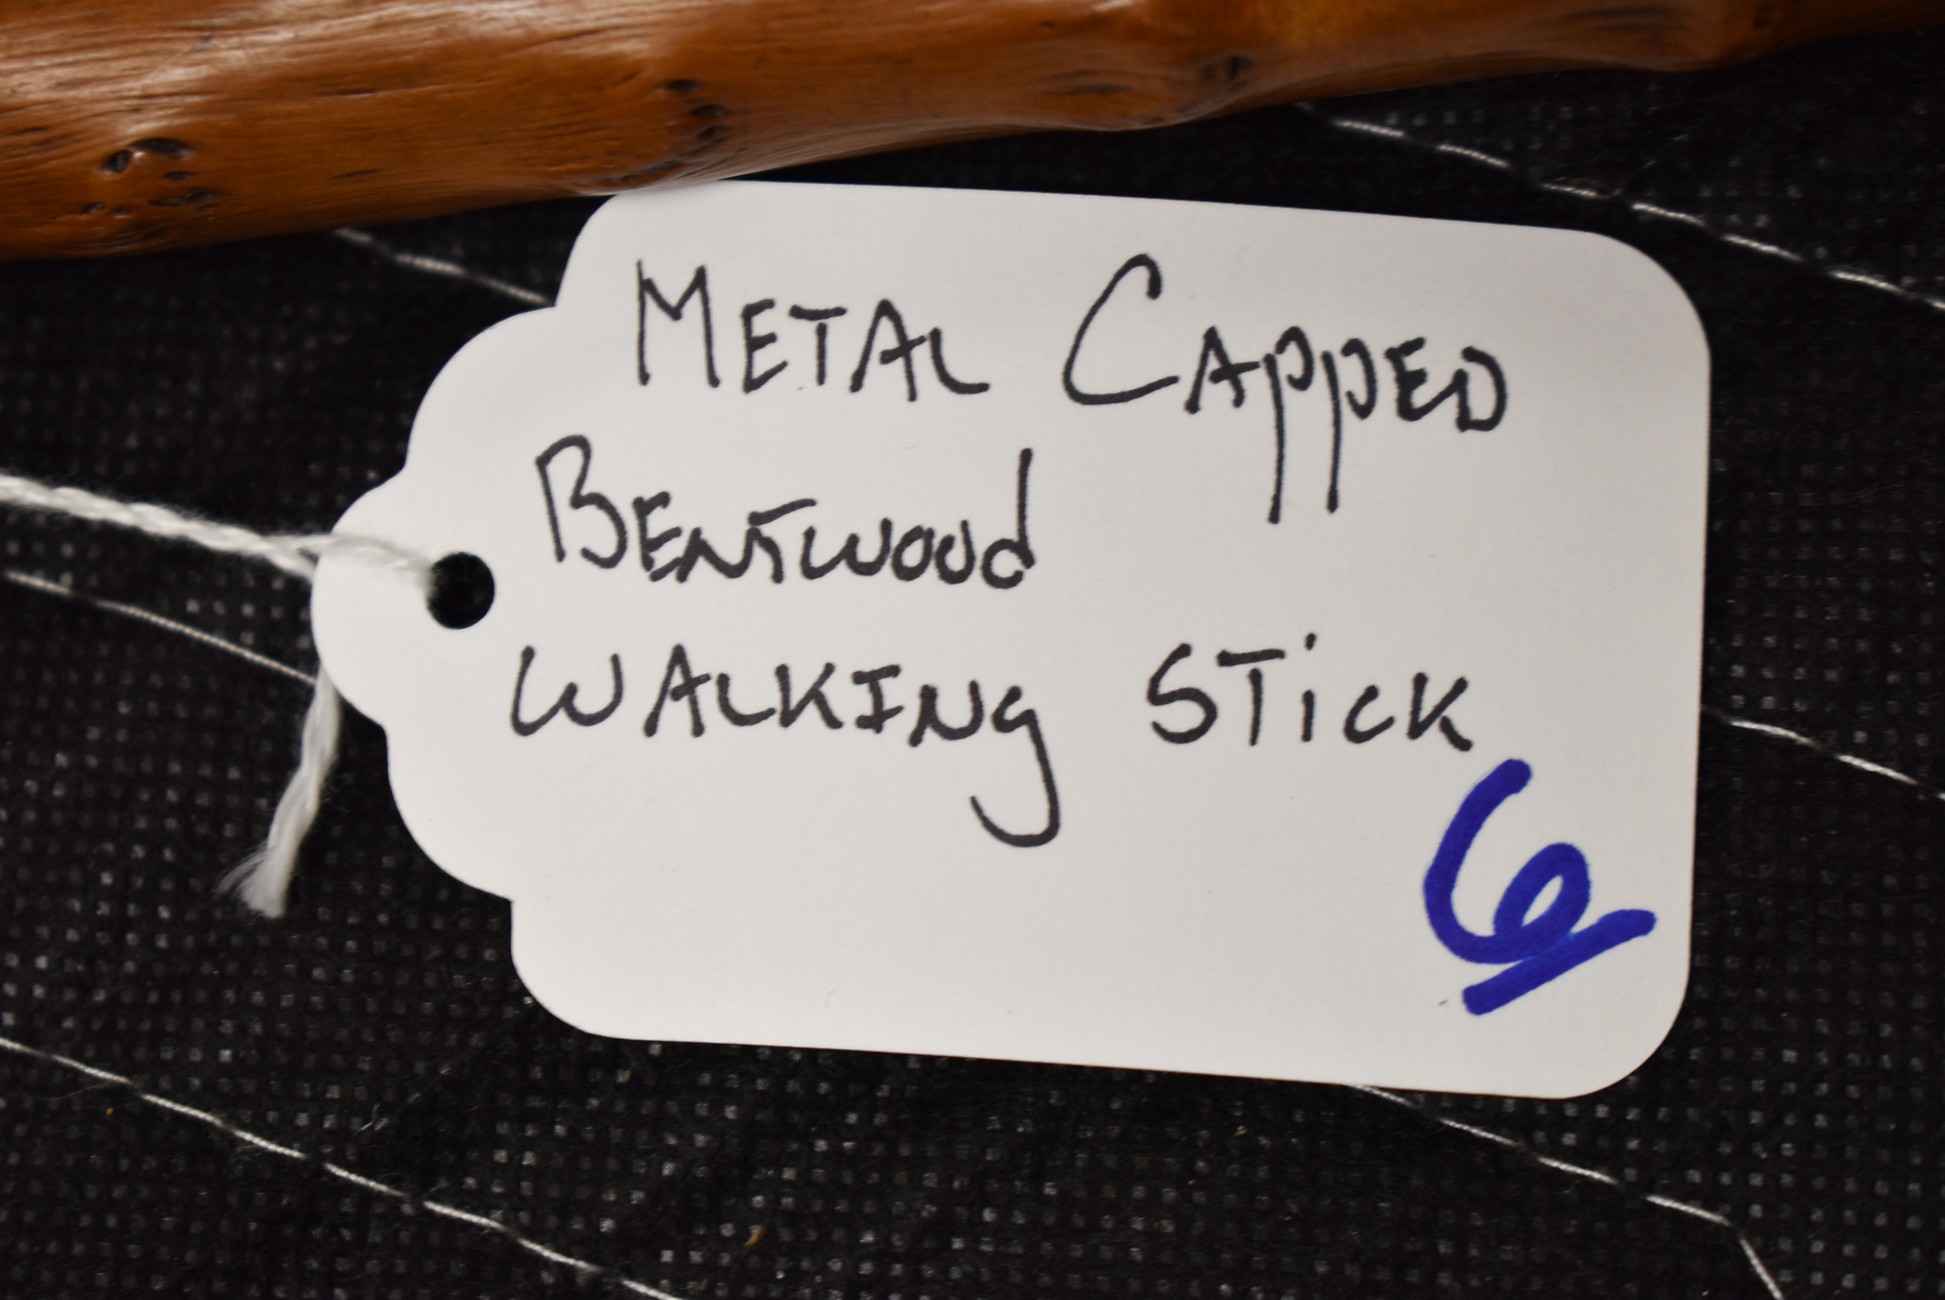 Metal Capped
Bentwood
Walking Stick
6